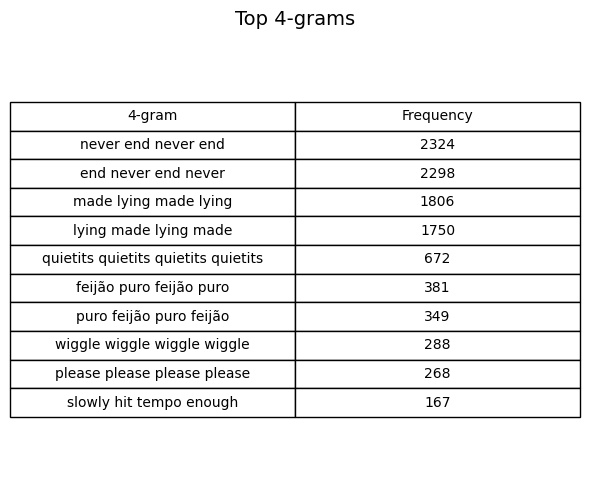 Top 4-grams
4-gram Frequency
never end never end 2324
end never end never 2298
made lying made lying 1806
lying made lying made 1750
quietits quietits quietits quietits 672
feijão puro feijão puro 381
puro feijão puro feijão 349
wiggle wiggle wiggle wiggle 288
please please please please 268
slowly hit tempo enough 167